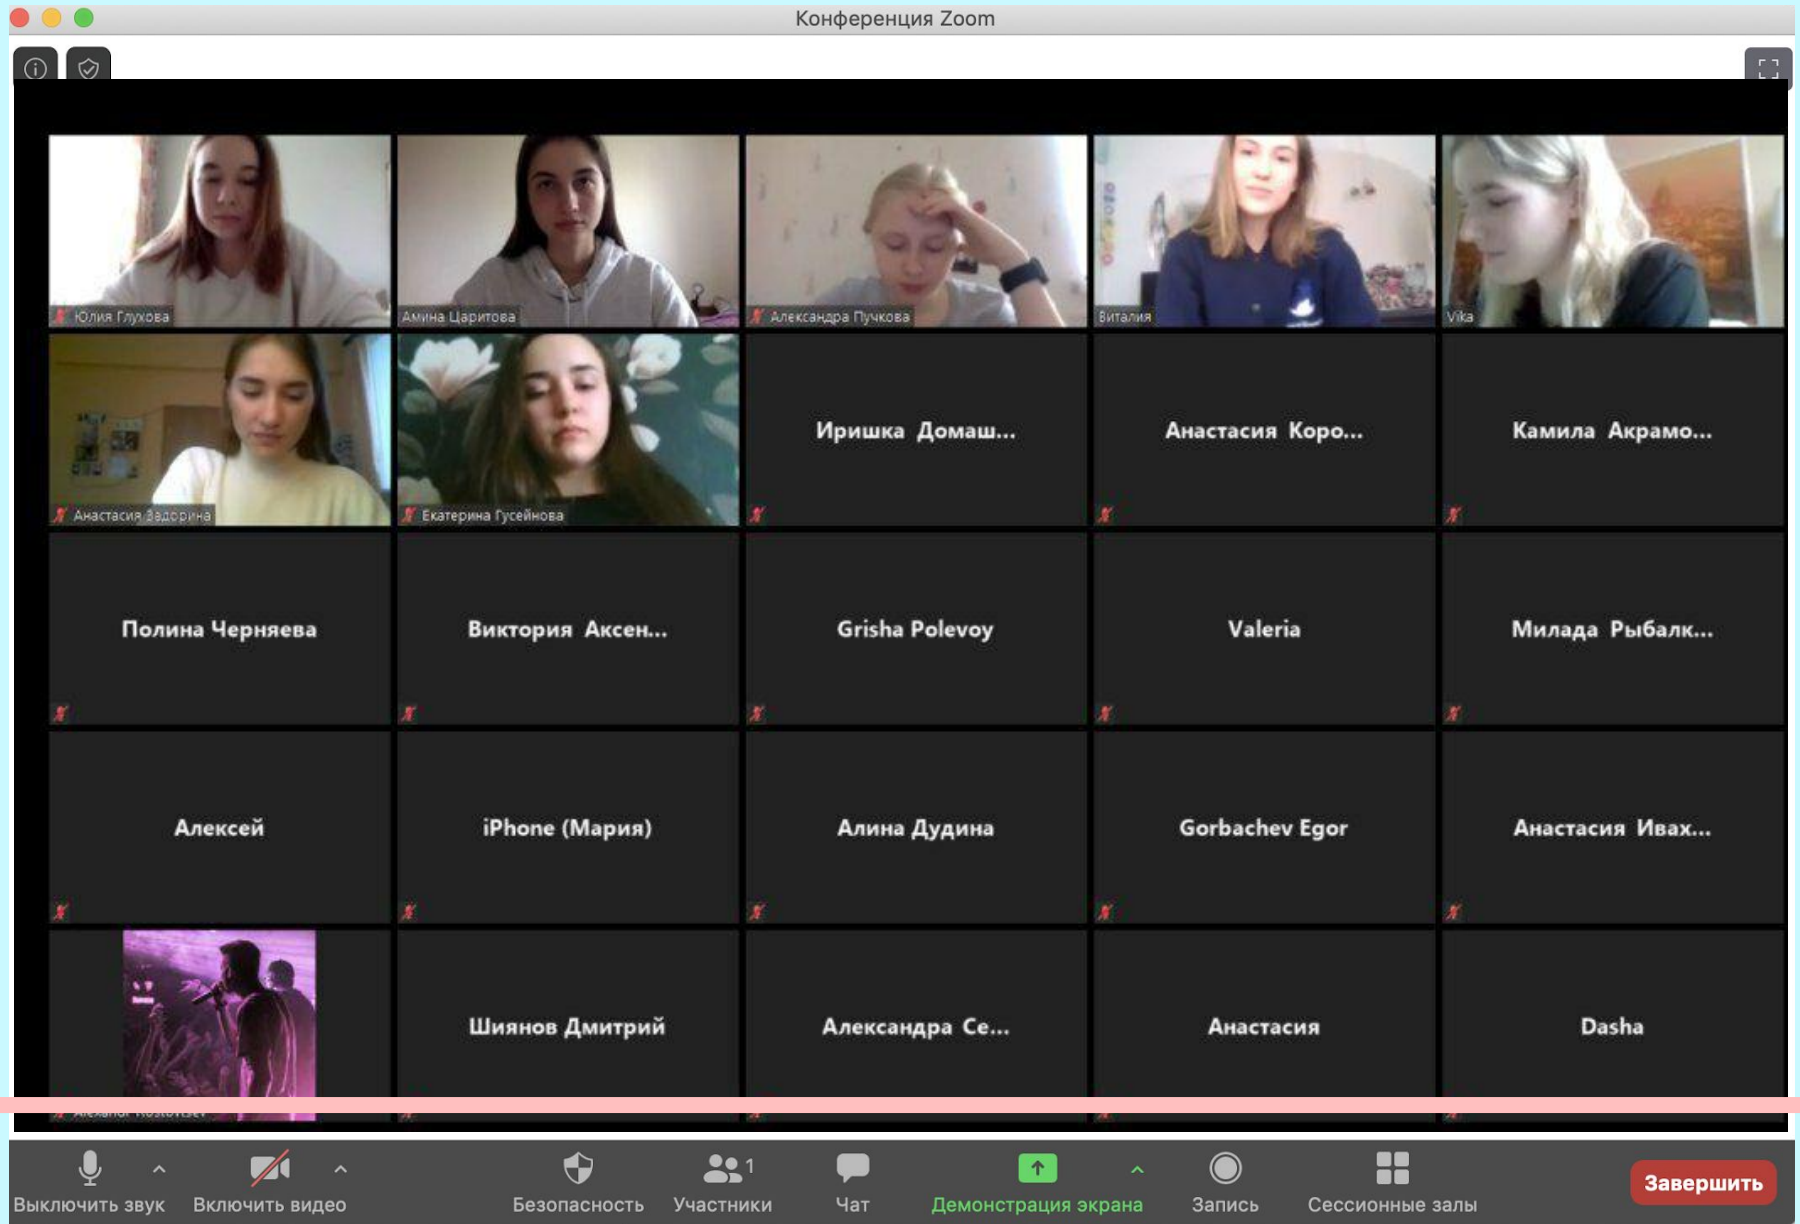 Конференция Zoom
Юлия Глухова
Амина Царитова
Александра Пучкова
Виталия
Vika
Анастасия Задорина
Екатерина Гусейнова
Иришка Домаш...
Анастасия Коро...
Камила Акрамо...
Полина Черняева
Виктория Аксен...
Grisha Polevoy
Valeria
Милада Рыбалк...
Алексей
iPhone (Мария)
Алина Дудина
Gorbachev Egor
Анастасия Ивах...
Шиянов Дмитрий
Александра Се...
Анастасия
Dasha
1
Выключить звук
Включить видео
Безопасность
Участники
Чат
Демонстрация экрана
Запись
Сессионные залы
Завершить